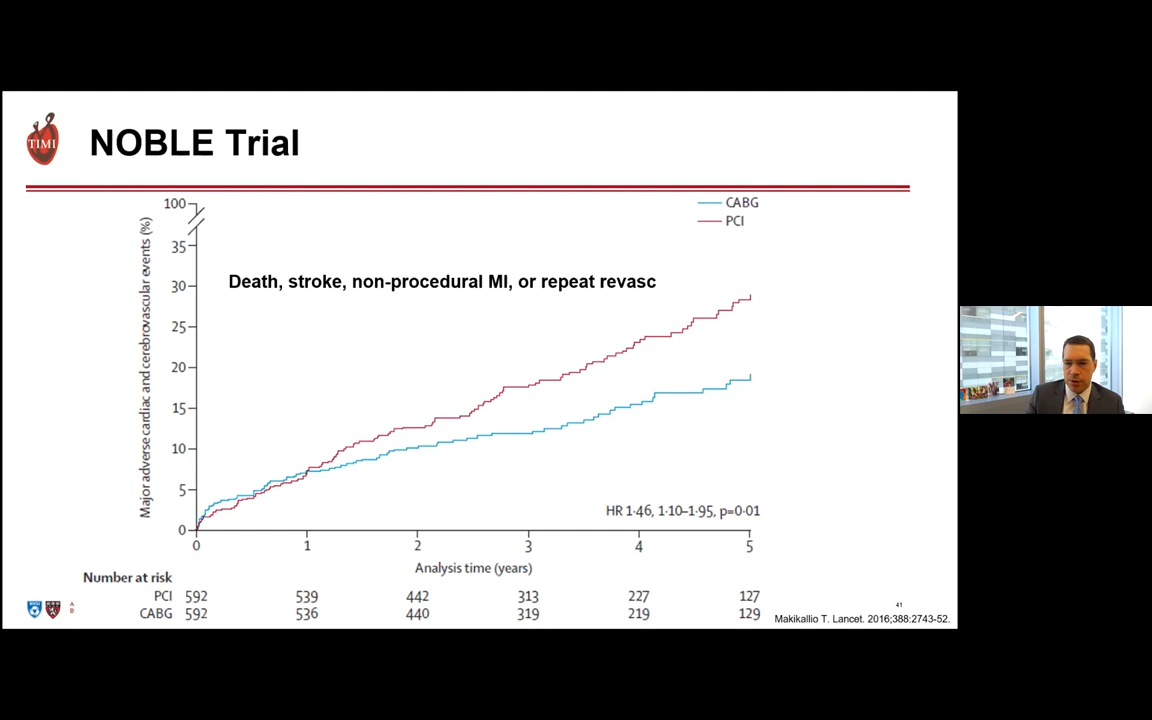 TIMI
NOBLE Trial
100
35
30
25
20
15
10
5
0
Major adverse cardiac and cerebrovascular events (%)
CABG
PCI
Death, stroke, non-procedural MI, or repeat revasc
HR 1·46, 1·10–1·95, p=0·01
0 1 2 3 4 5
Analysis time (years)
Number at risk
PCI 592 539 442 313 227 127
CABG 592 536 440 319 219 129
A
B
41
Makikallio T. Lancet. 2016;388:2743-52.